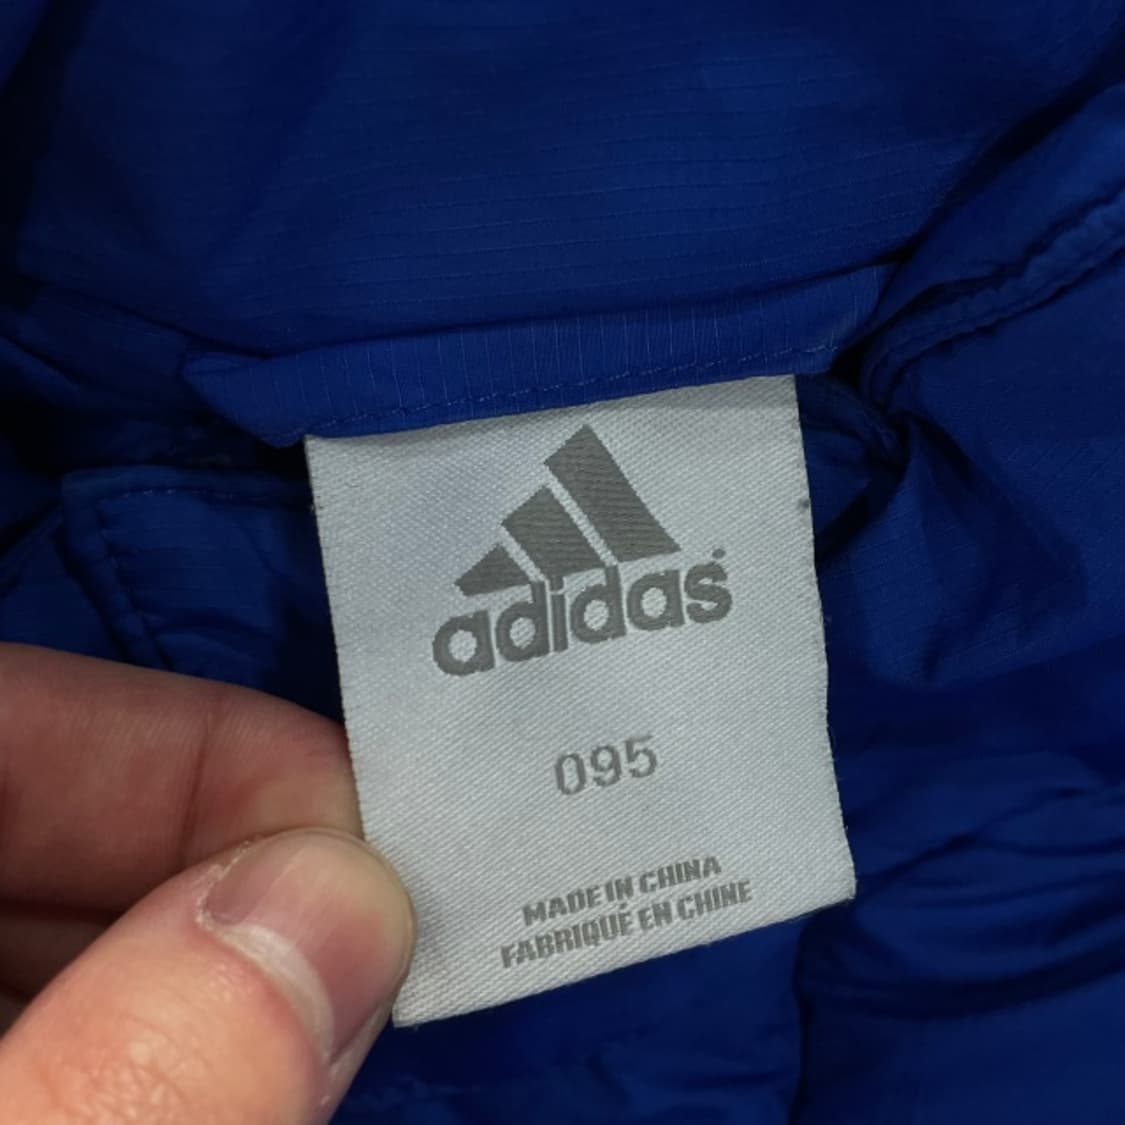 adidas
095
MADE IN CHINA
FABRIQUÉ EN CHINE